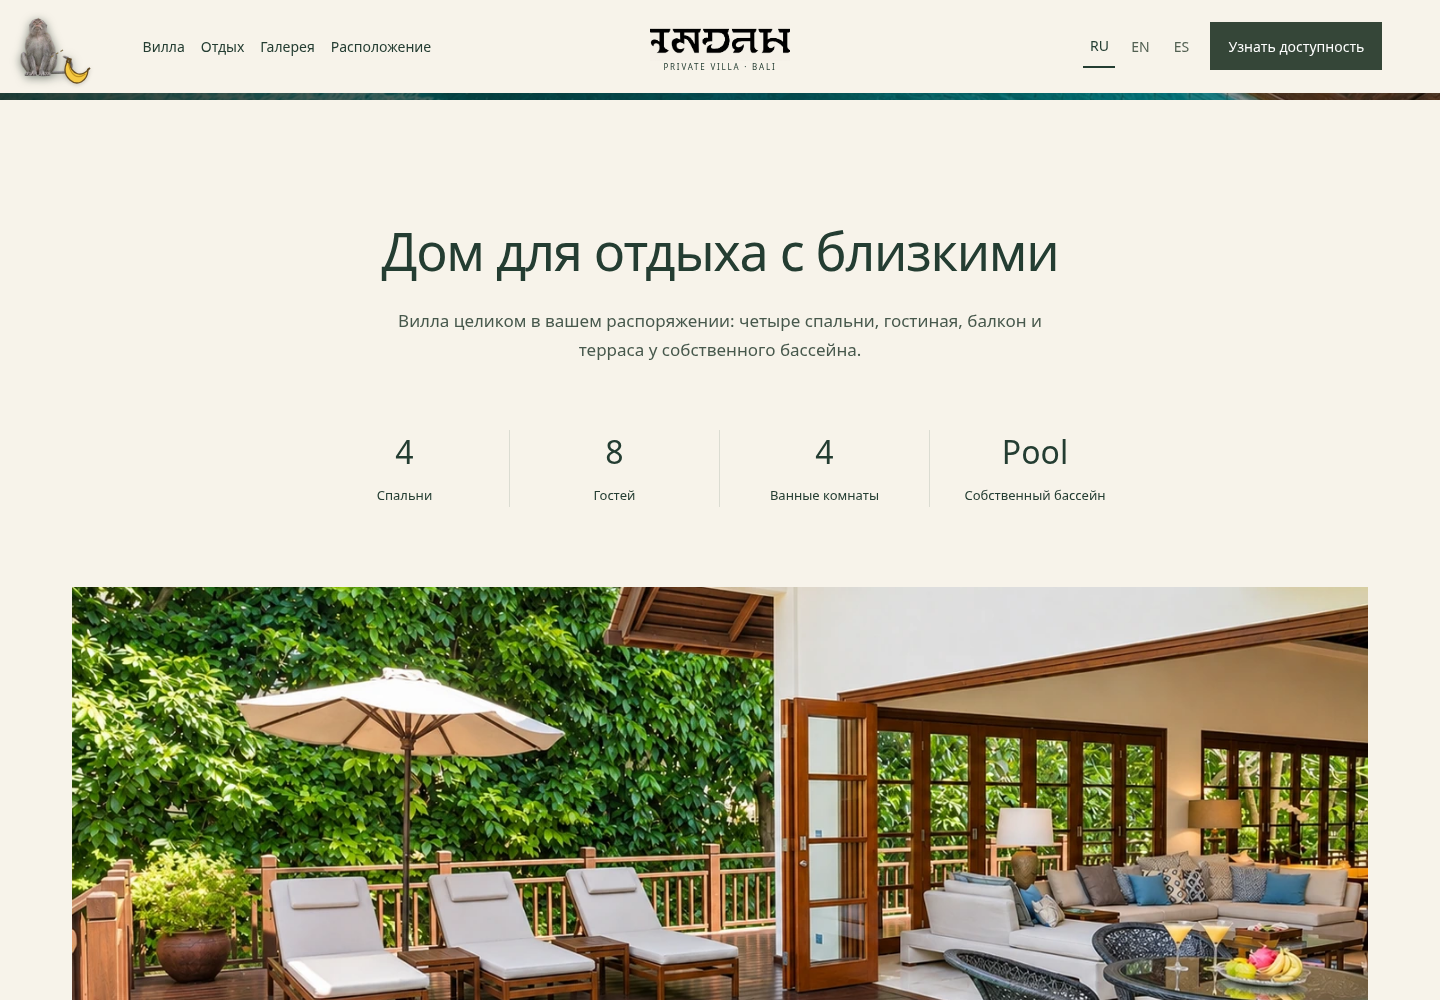 Вилла Отдых Галерея Расположение
INDAH
PRIVATE VILLA · BALI
RU EN ES
Узнать доступность
Дом для отдыха с близкими
Вилла целиком в вашем распоряжении: четыре спальни, гостиная, балкон и
терраса у собственного бассейна.
4
Спальни
8
Гостей
4
Ванные комнаты
Pool
Собственный бассейн